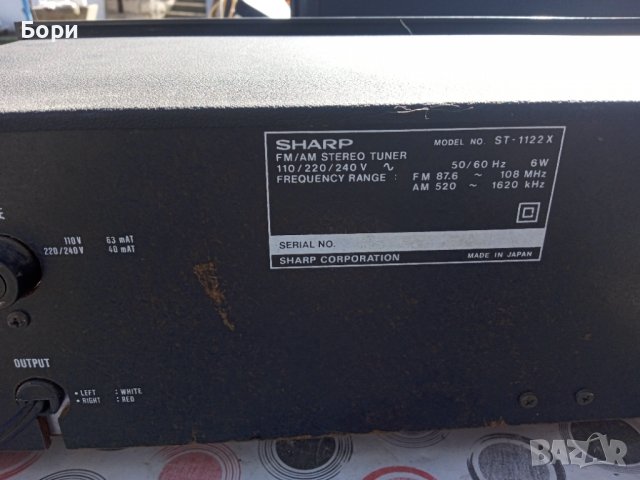 Бори
SHARP MODEL NO. ST-1122X
FM/AM STEREO TUNER
110/220/240 V ∿ 50/60 Hz 6W
FREQUENCY RANGE : FM 87.6 ~ 108 MHz
AM 520 ~ 1620 kHz
SERIAL NO.
SHARP CORPORATION MADE IN JAPAN
110V 63 mAT
220/240V 40 mAT
OUTPUT
• LEFT : WHITE
• RIGHT : RED
BAZAR